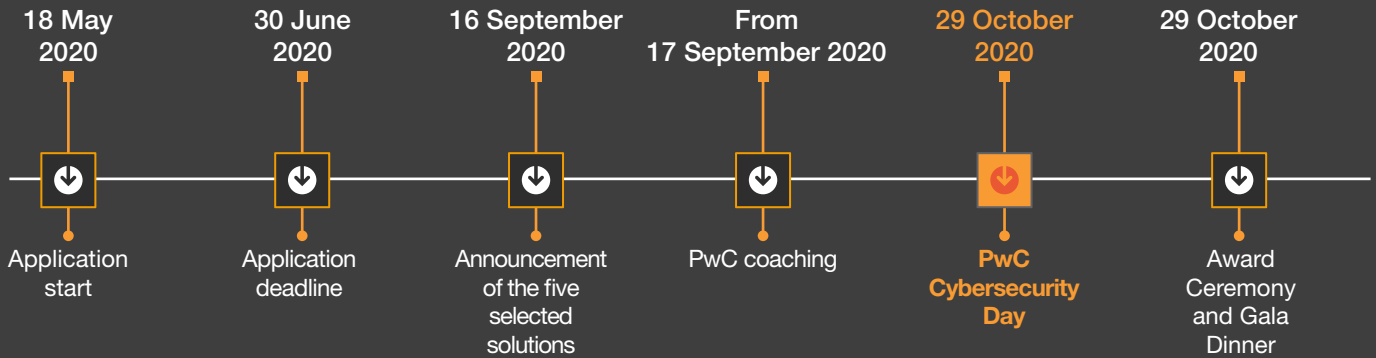 18 May
2020
30 June
2020
16 September
2020
From
17 September 2020
29 October
2020
29 October
2020
Application
start
Application
deadline
Announcement
of the five
selected
solutions
PwC coaching
PwC
Cybersecurity
Day
Award
Ceremony
and Gala
Dinner